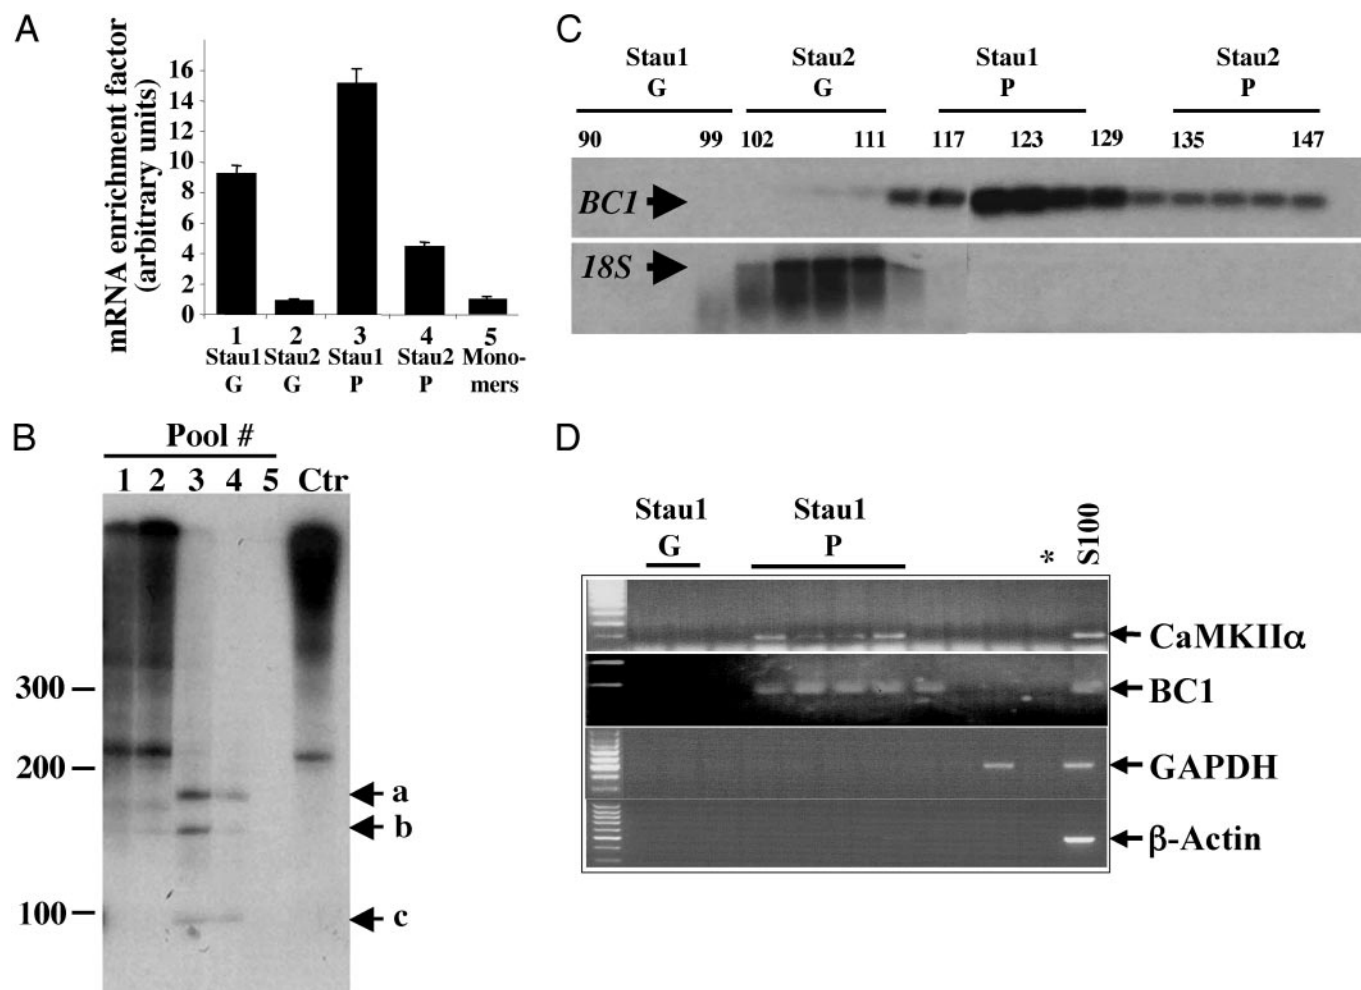 A
mRNA enrichment factor
(arbitrary units)
16
14
12
10
8
6
4
2
0
1 2 3 4 5
Stau1 Stau2 Stau1 Stau2 Mono-
G G P P mers
B
Pool #
1 2 3 4 5 Ctr
300
200
100
a
b
c
C
Stau1 Stau2 Stau1 Stau2
G G P P
90 99 102 111 117 123 129 135 147
BC1
18S
D
Stau1 Stau1
G P * S100
CaMKIIα
BC1
GAPDH
β-Actin